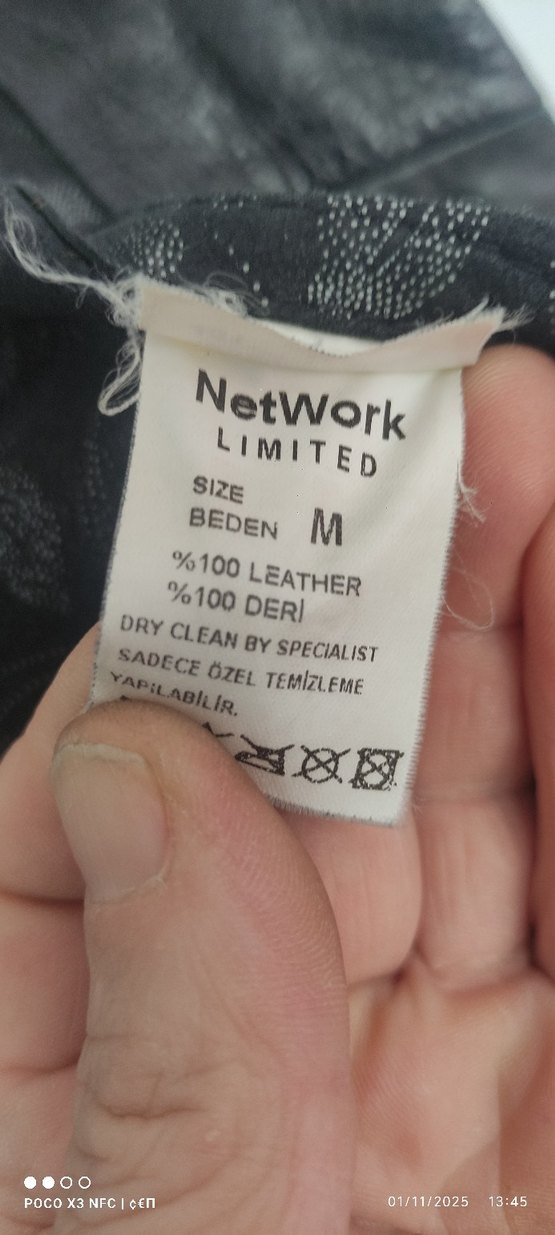 NetWork
LIMITED
SIZE
BEDEN M
%100 LEATHER
%100 DERİ
DRY CLEAN BY SPECIALIST
SADECE ÖZEL TEMİZLEME
YAPILABİLİR.
POCO X3 NFC | ¢€П
01/11/2025 13:45